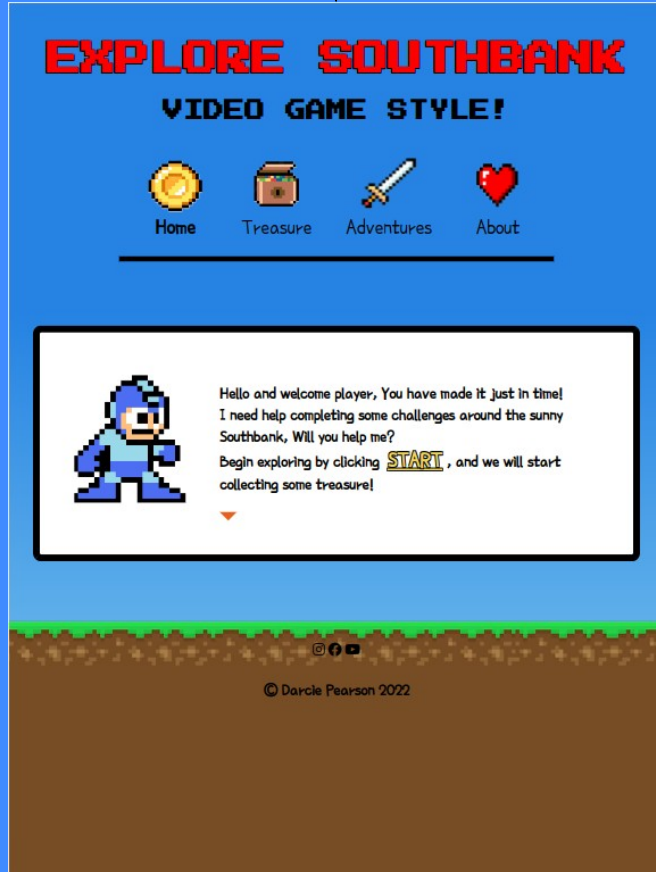 EXPLORE SOUTHBANK
VIDEO GAME STYLE!
Home Treasure Adventures About
Hello and welcome player, You have made it just in time!
I need help completing some challenges around the sunny
Southbank, Will you help me?
Begin exploring by clicking START , and we will start
collecting some treasure!
© Darcie Pearson 2022